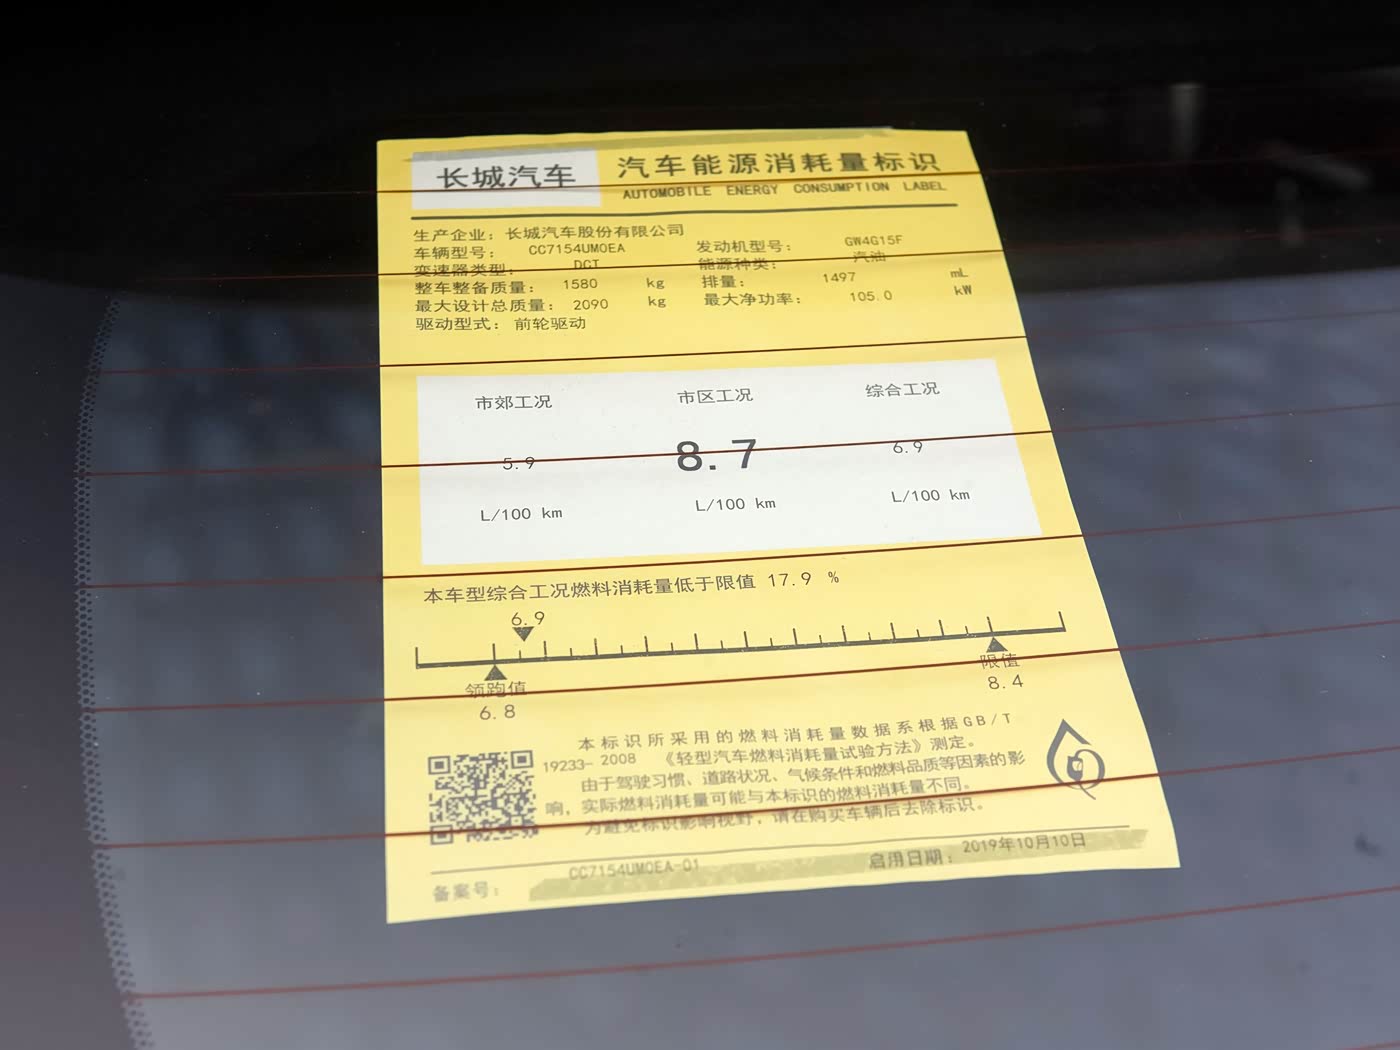 长城汽车
汽车能源消耗量标识
AUTOMOBILE ENERGY CONSUMPTION LABEL
生产企业：长城汽车股份有限公司
车辆型号： CC7154UM0EA 发动机型号： GW4G15F
变速器类型： DCT 能源种类： 汽油
整车整备质量： 1580 kg 排量： 1497 mL
最大设计总质量： 2090 kg 最大净功率： 105.0 kW
驱动型式： 前轮驱动
市郊工况 市区工况 综合工况
5.9 8.7 6.9
L/100 km L/100 km L/100 km
本车型综合工况燃料消耗量低于限值 17.9 %
6.9
领跑值 限值
6.8 8.4
本标识所采用的燃料消耗量数据系根据GB/T
19233-2008 《轻型汽车燃料消耗量试验方法》测定。
由于驾驶习惯、道路状况、气候条件和燃料品质等因素的影
响，实际燃料消耗量可能与本标识的燃料消耗量不同。
为避免标识影响视野，请在购买车辆后去除标识。
备案号： CC7154UM0EA-01 启用日期： 2019年10月10日